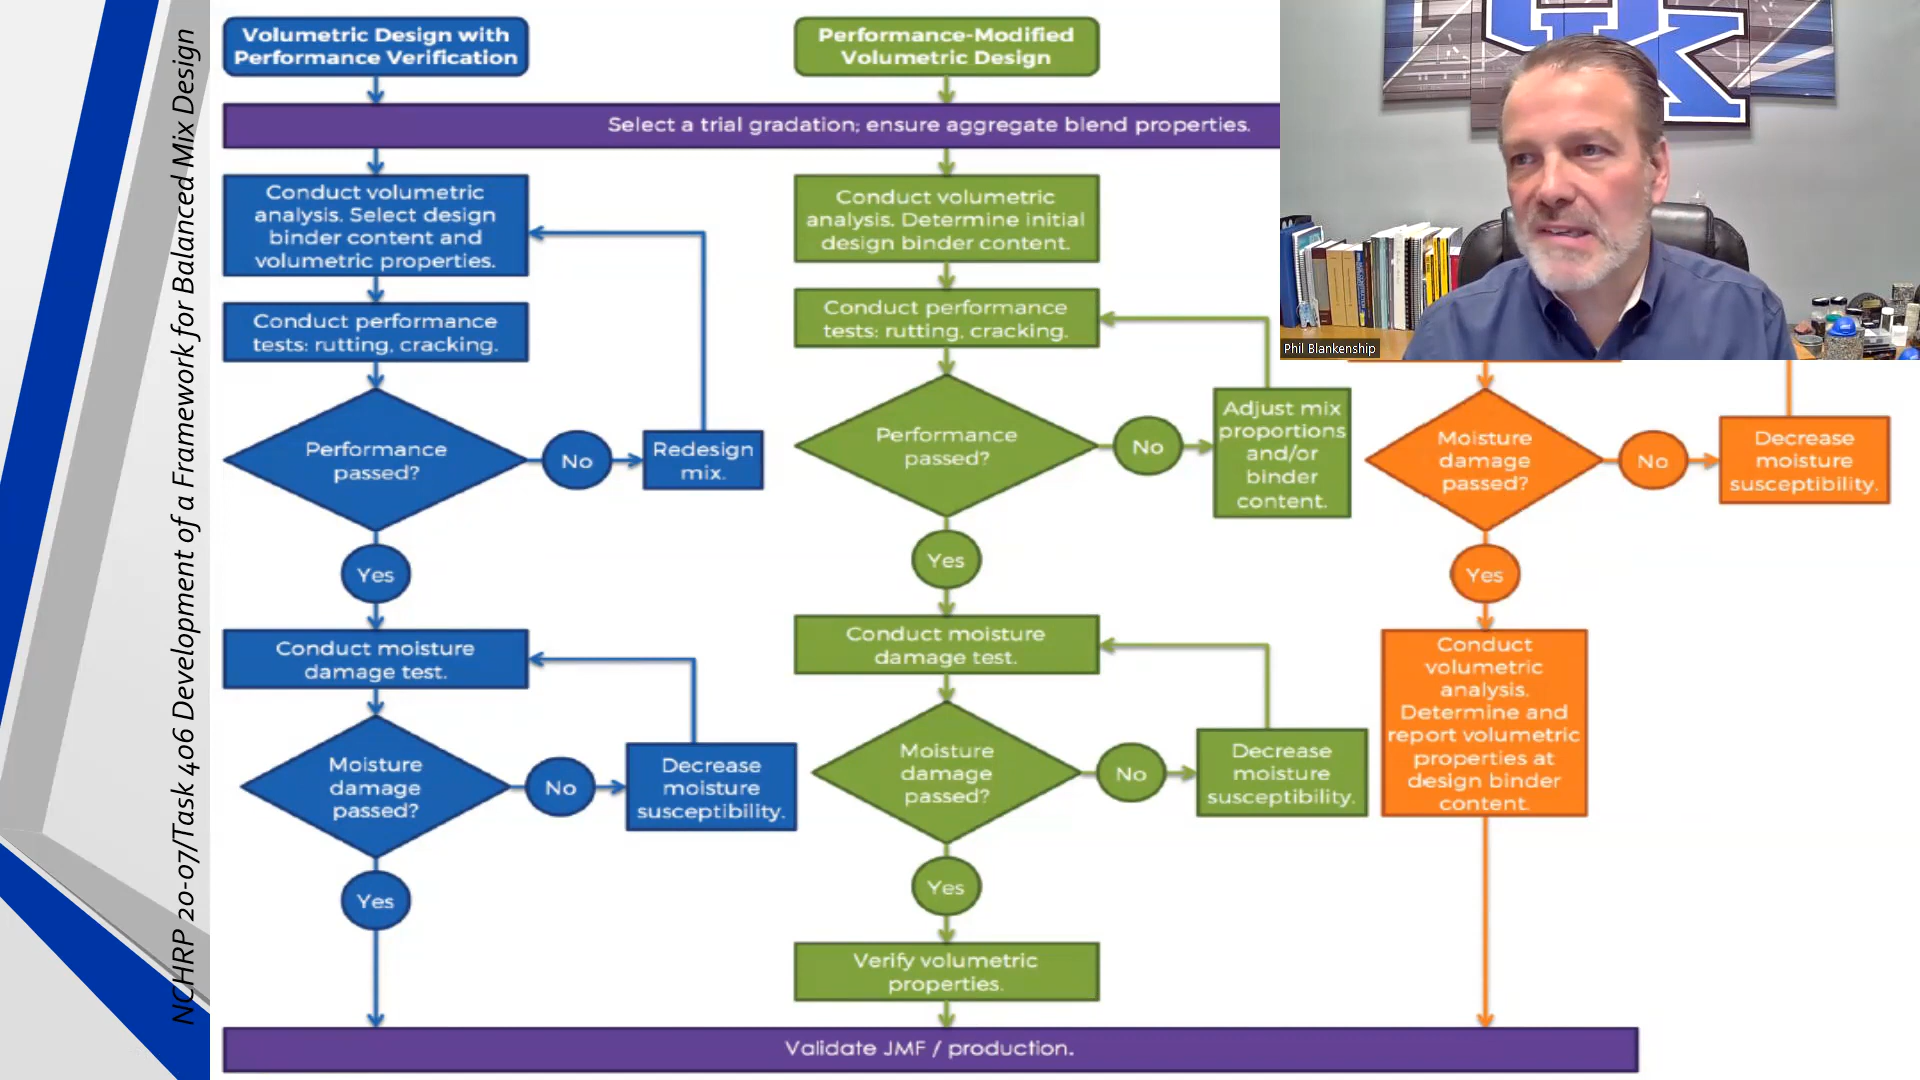 NCHRP 20-07/Task 406 Development of a Framework for Balanced Mix Design
Volumetric Design with
Performance Verification
Performance-Modified
Volumetric Design
Select a trial gradation; ensure aggregate blend properties.
Conduct volumetric
analysis. Select design
binder content and
volumetric properties.
Conduct performance
tests: rutting, cracking.
Performance
passed?
No
Redesign
mix.
Yes
Conduct moisture
damage test.
Moisture
damage
passed?
No
Decrease
moisture
susceptibility.
Yes
Conduct volumetric
analysis. Determine initial
design binder content.
Conduct performance
tests: rutting, cracking.
Performance
passed?
No
Adjust mix
proportions
and/or
binder
content.
Yes
Conduct moisture
damage test.
Moisture
damage
passed?
No
Decrease
moisture
susceptibility.
Yes
Verify volumetric
properties.
Moisture
damage
passed?
No
Decrease
moisture
susceptibility.
Yes
Conduct
volumetric
analysis.
Determine and
report volumetric
properties at
design binder
content.
Validate JMF / production.
UK
Phil Blankenship